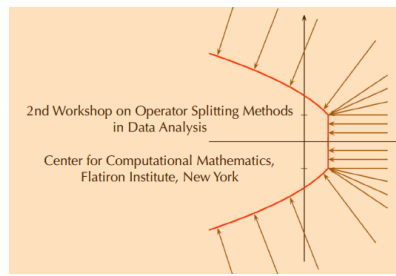 2nd Workshop on Operator Splitting Methods
in Data Analysis
Center for Computational Mathematics,
Flatiron Institute, New York